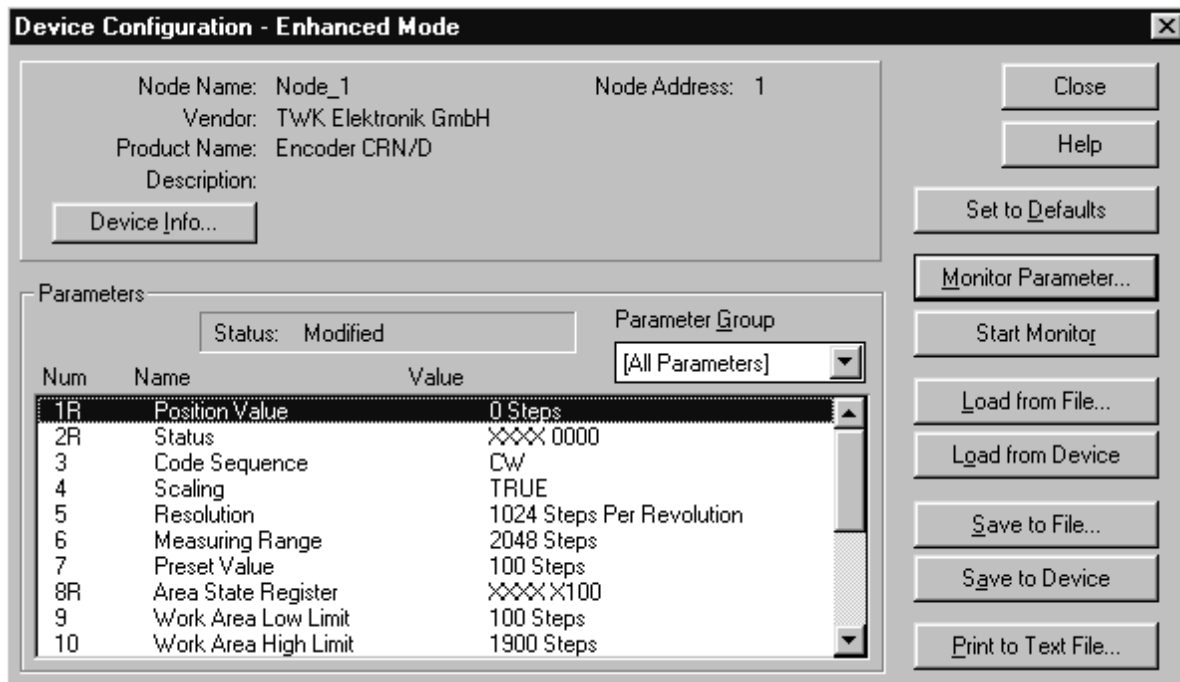 Device Configuration - Enhanced Mode
Node Name: Node_1 Node Address: 1
Vendor: TWK Elektronik GmbH
Product Name: Encoder CRN/D
Description:
Device Info...
Close
Help
Set to Defaults
Monitor Parameter...
Start Monitor
Load from File...
Load from Device
Save to File...
Save to Device
Print to Text File...
Parameters
Status: Modified
Parameter Group
[All Parameters]
Num Name Value
1R Position Value 0 Steps
2R Status XXXX 0000
3 Code Sequence CW
4 Scaling TRUE
5 Resolution 1024 Steps Per Revolution
6 Measuring Range 2048 Steps
7 Preset Value 100 Steps
8R Area State Register XXXX X100
9 Work Area Low Limit 100 Steps
10 Work Area High Limit 1900 Steps